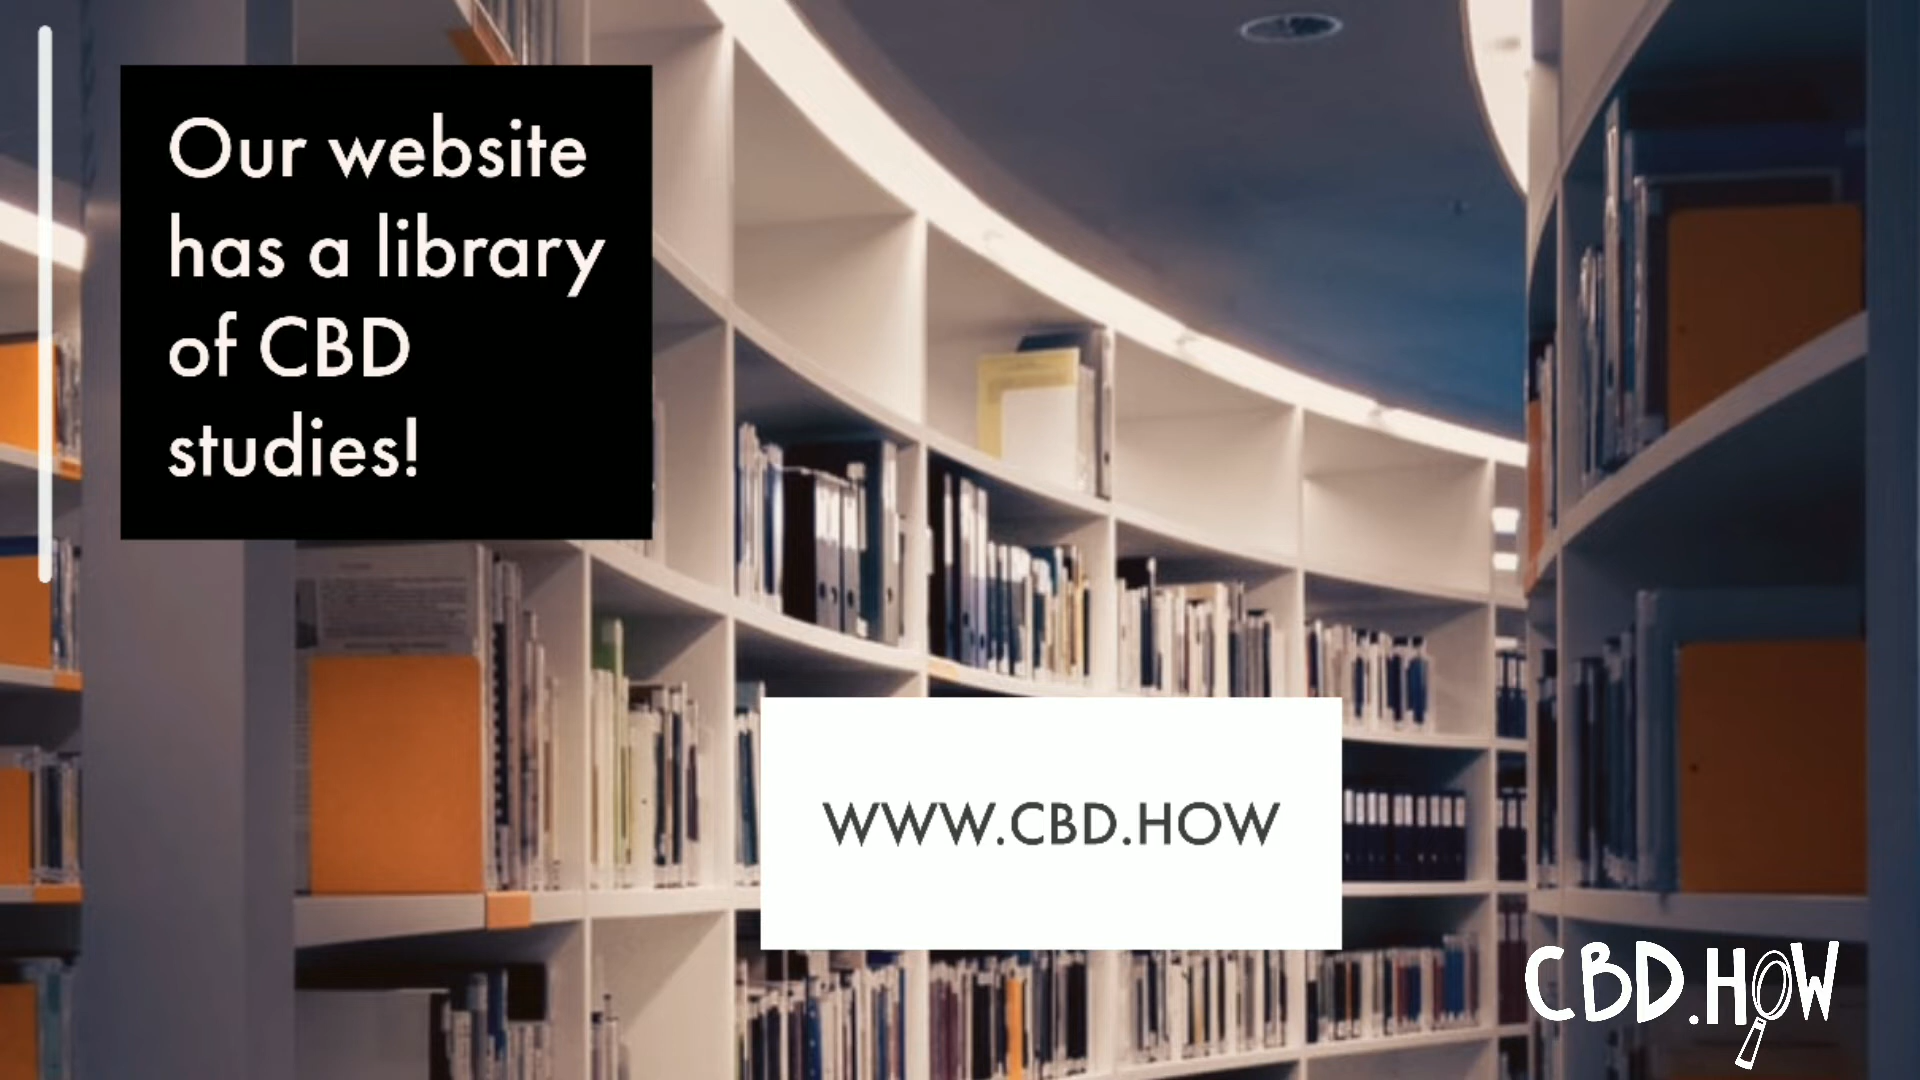 Our website
has a library
of CBD
studies!
WWW.CBD.HOW
CBD.HOW